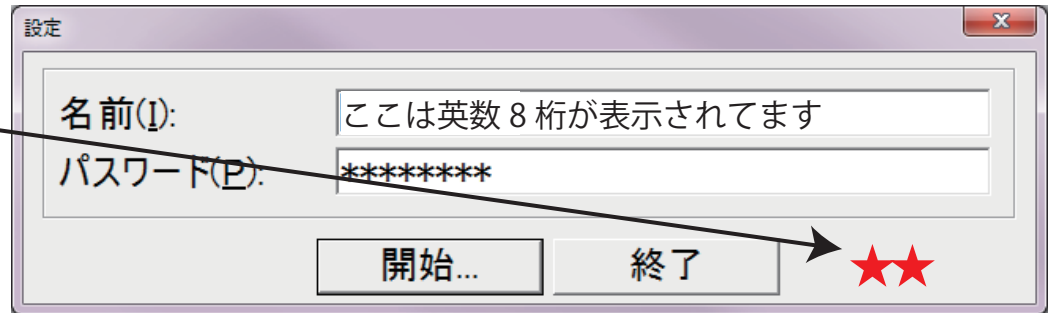 設定
名前(I):
ここは英数 8 桁が表示されてます
パスワード(P):
********
開始...
終了
★★